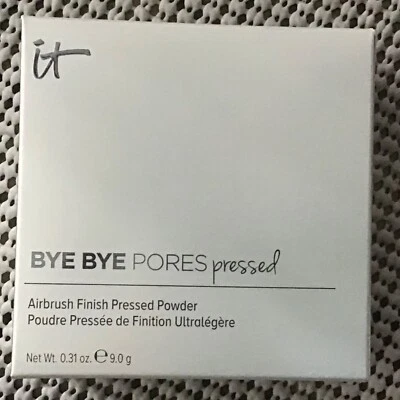 it
BYE BYE PORES pressed
Airbrush Finish Pressed Powder
Poudre Pressée de Finition Ultralégère
Net Wt. 0.31 oz. ℮ 9.0 g